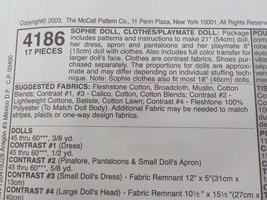 Copyright© 2003, The McCall Pattern Co., 11 Penn Plaza, New York 10001, All Rights Reserved
4186
17 PIECES
SOPHIE DOLL, CLOTHES/PLAYMATE DOLL: Package
includes patterns and instructions to make 21" (54cm) doll,
her dress, apron and pantaloons and her playmate 6"
(15cm) doll with clothes. Also includes full color transfer for
larger doll's face. Clothes are contrast fabrics. Shoes pur-
chased separately. The proportions for dolls are approxi-
mate and may differ depending on individual stuffing tech-
nique. Note: Sophie clothes also fit most 18" (46cm) dolls.
SUGGESTED FABRICS: Fleshstone Cotton, Broadcloth, Muslin, Cotton
Blends; Contrast #1, #3 - Calico, Cotton, Cotton Blends; Contrast #2 -
Lightweight Cottons, Batiste, Cotton Lawn; Contrast #4 - Fleshstone 100%
Polyester (To Match Doll Body). Additional Fabric may be needed to match
stripes, plaids or one-way design fabrics.
DOLLS
45 thru 60"***, 3/8 yd.
CONTRAST #1 (Dress)
45 thru 60"***, 5/8 yd.
CONTRAST #2 (Pinafore, Pantaloons & Small Doll's Apron)
45 thru 60"***, 1/2 yd.
CONTRAST #3 (Small Doll's Dress) - Fabric Remnant 12" x 5"(31cm x
13cm)
CONTRAST #4 (Large Doll's Head) - Fabric Remnant 10½" x 15½"(27cm x